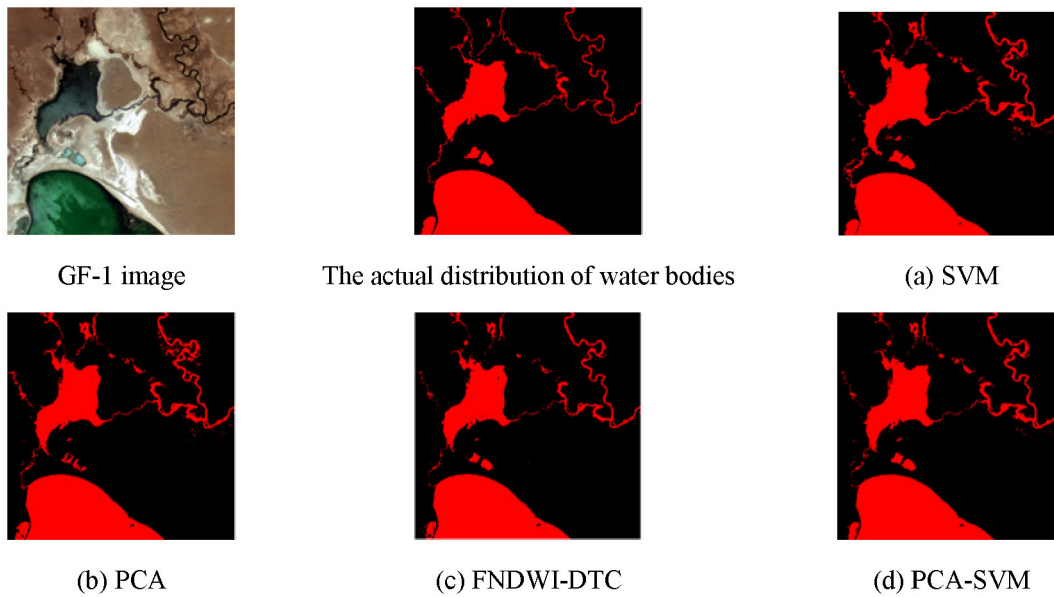 GF-1 image
The actual distribution of water bodies
(a) SVM
(b) PCA
(c) FNDWI-DTC
(d) PCA-SVM